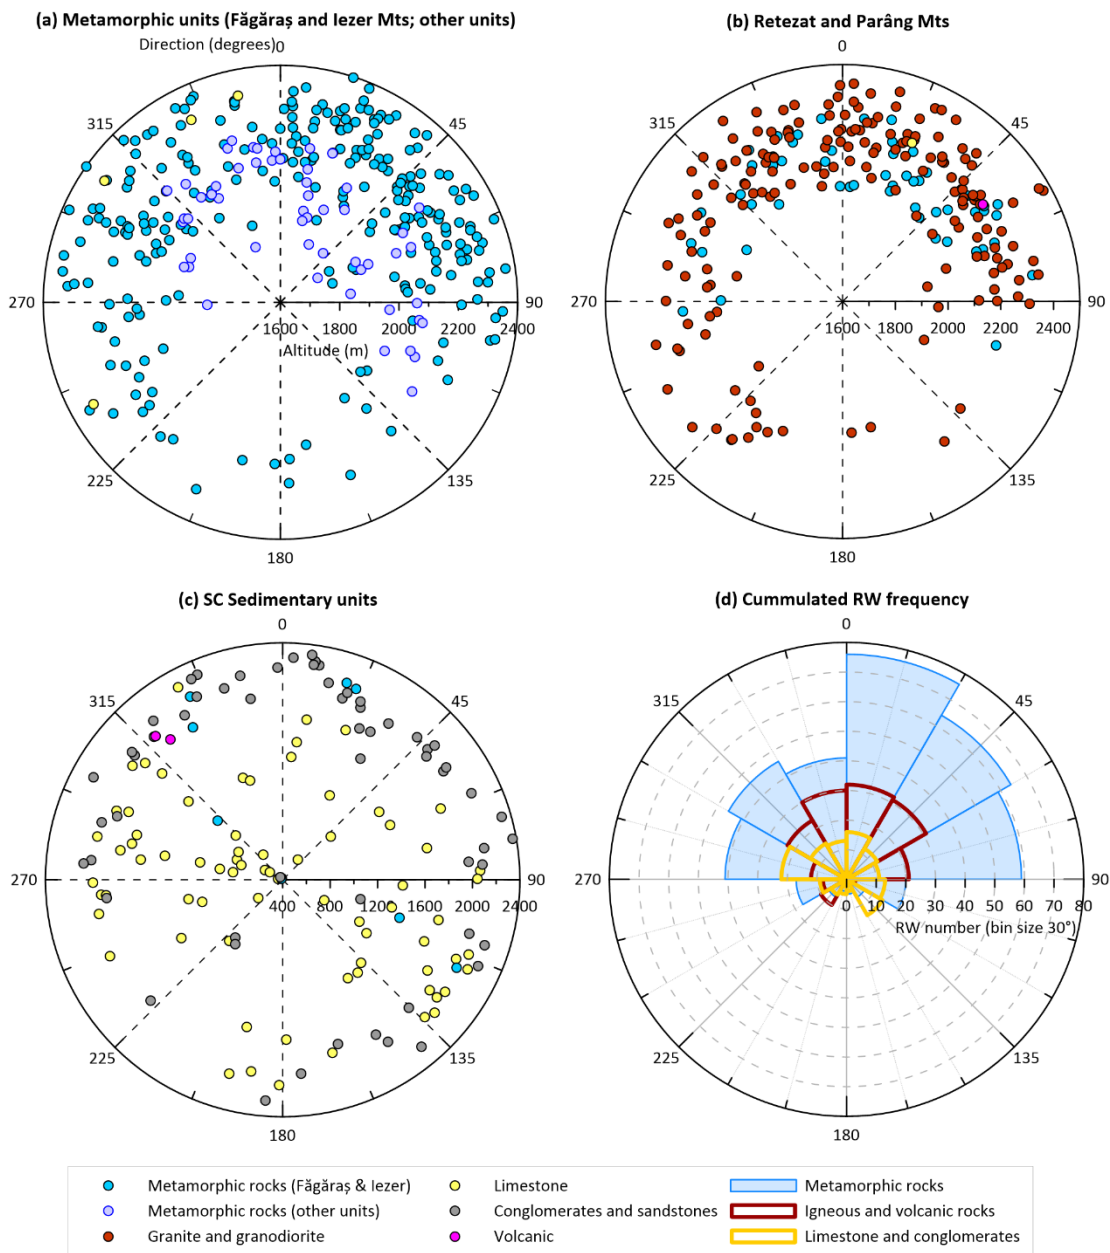 (a) Metamorphic units (Făgăraș and Iezer Mts; other units)
Direction (degrees) 0
315
45
270
90
1600 1800 2000 2200 2400
Altitude (m)
225
135
180
(b) Retezat and Parâng Mts
0
315
45
270
90
1600 1800 2000 2200 2400
225
135
180
(c) SC Sedimentary units
0
315
45
270
90
400 800 1200 1600 2000 2400
225
135
180
(d) Cummulated RW frequency
0
315
45
270
90
0 10 20 30 40 50 60 70 80
RW number (bin size 30°)
225
135
180
Metamorphic rocks (Făgăraș & Iezer)
Metamorphic rocks (other units)
Granite and granodiorite
Limestone
Conglomerates and sandstones
Volcanic
Metamorphic rocks
Igneous and volcanic rocks
Limestone and conglomerates